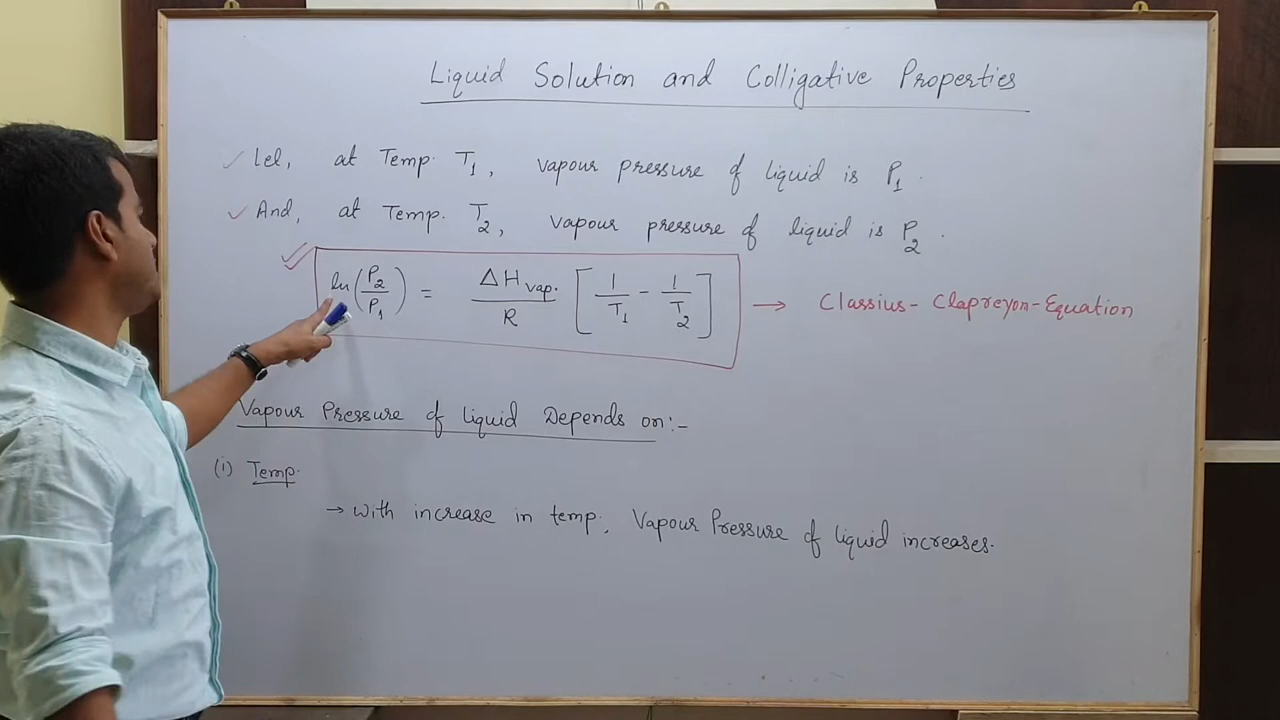 Liquid Solution and Colligative Properties
✓ Let, at Temp. T₁, vapour pressure of liquid is P₁.
✓ And, at Temp. T₂, vapour pressure of liquid is P₂.
ln(P₂/P₁) = ΔHvap./R [1/T₁ - 1/T₂] → Classius-Clapreyon-Equation
Vapour Pressure of liquid Depends on:-
(i) Temp.
→ with increase in temp., Vapour Pressure of liquid increases.